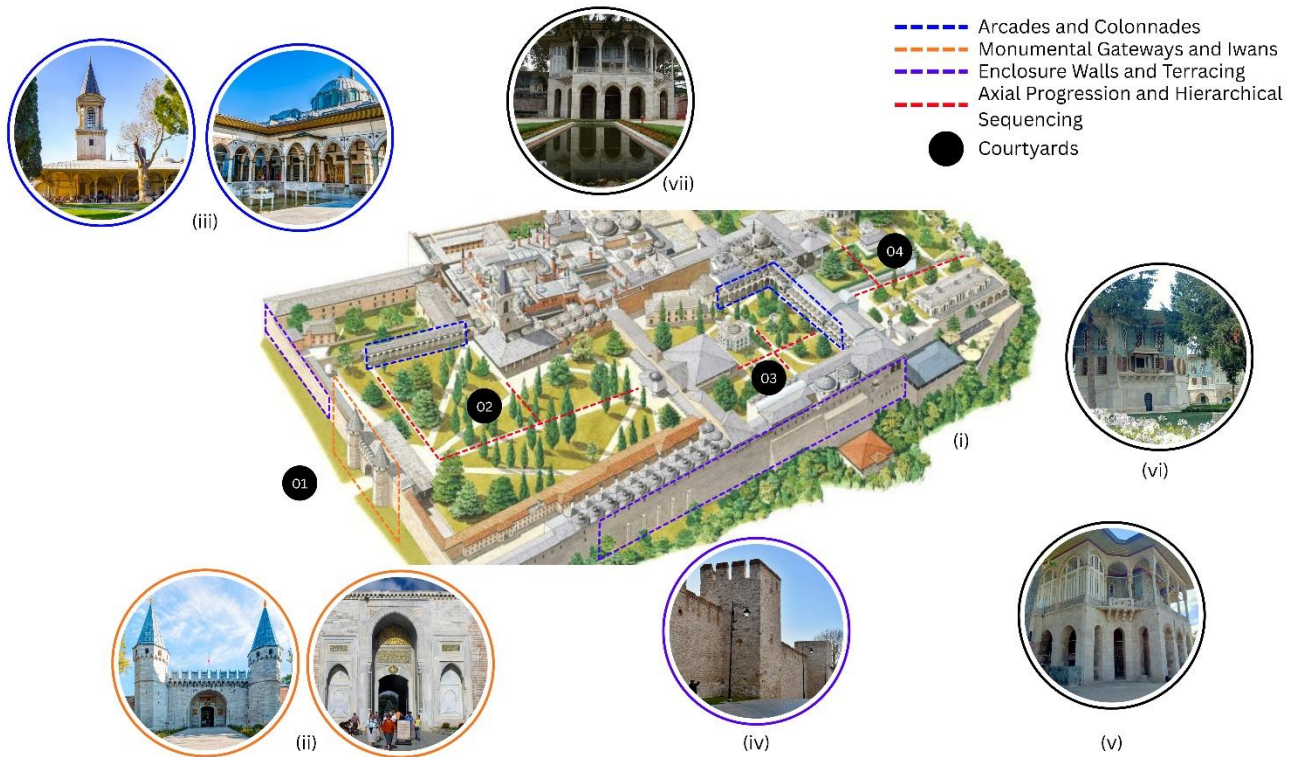 Arcades and Colonnades
Monumental Gateways and Iwans
Enclosure Walls and Terracing
Axial Progression and Hierarchical
Sequencing
Courtyards
(vii)
(iii)
04
03
02
(i)
01
(vi)
(ii)
(iv)
(v)